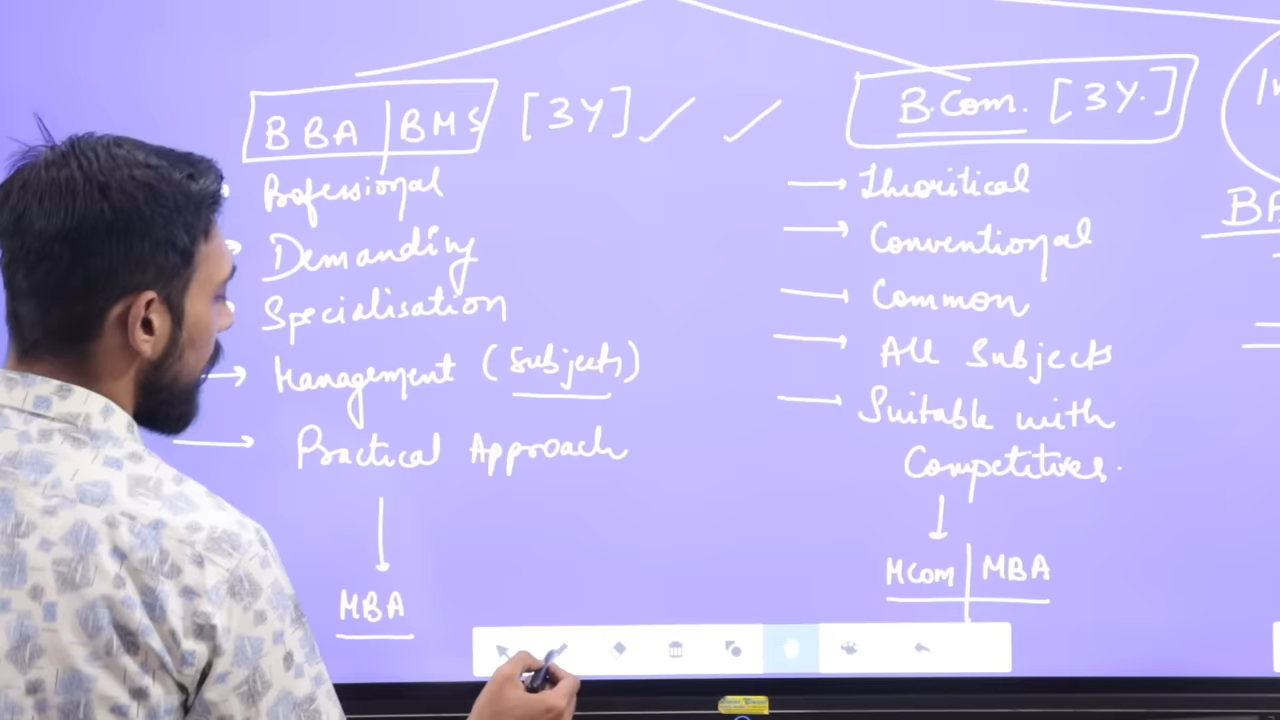 BBA | BMS [3Y]
Professional
Demanding
Specialisation
Management (Subjects)
Practical Approach
MBA
B.Com. [3Y.]
Theoritical
Conventional
Common
All Subjects
Suitable with
Competitives.
MCom | MBA